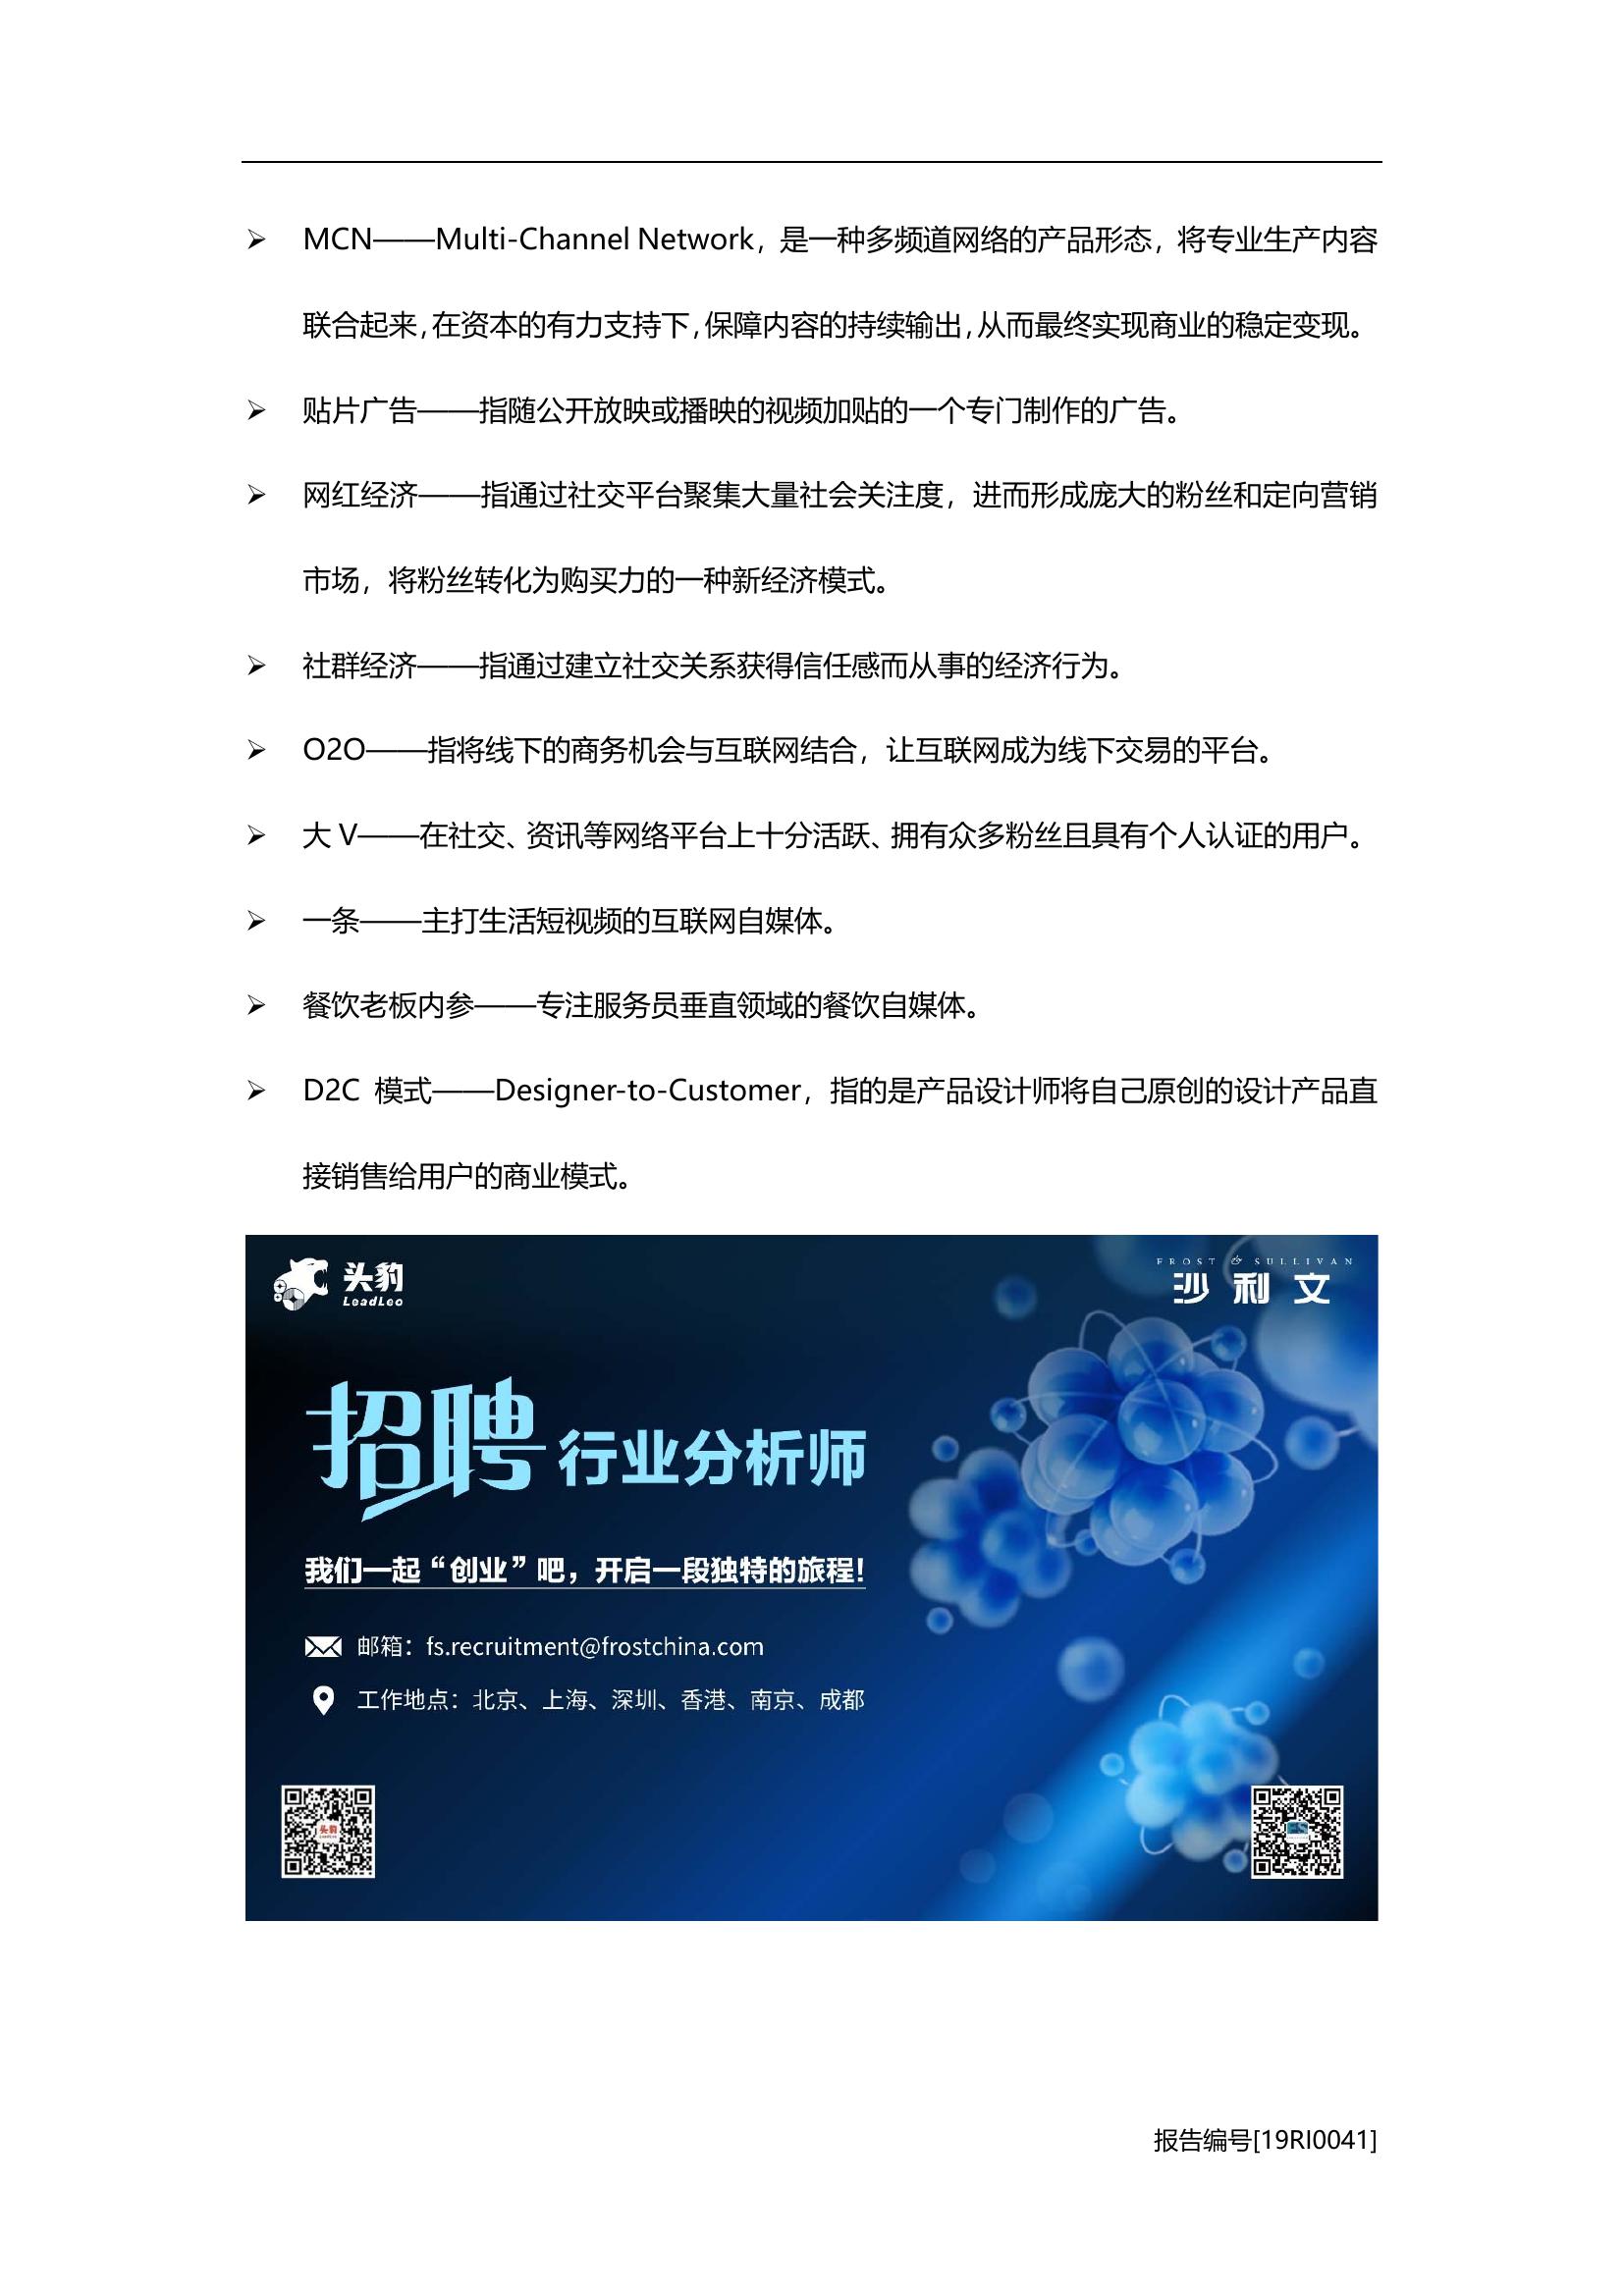 MCN——Multi-Channel Network，是一种多频道网络的产品形态，将专业生产内容
联合起来，在资本的有力支持下，保障内容的持续输出，从而最终实现商业的稳定变现。
贴片广告——指随公开放映或播映的视频加贴的一个专门制作的广告。
网红经济——指通过社交平台聚集大量社会关注度，进而形成庞大的粉丝和定向营销
市场，将粉丝转化为购买力的一种新经济模式。
社群经济——指通过建立社交关系获得信任感而从事的经济行为。
O2O——指将线下的商务机会与互联网结合，让互联网成为线下交易的平台。
大 V——在社交、资讯等网络平台上十分活跃、拥有众多粉丝且具有个人认证的用户。
一条——主打生活短视频的互联网自媒体。
餐饮老板内参——专注服务员垂直领域的餐饮自媒体。
D2C 模式——Designer-to-Customer，指的是产品设计师将自己原创的设计产品直
接销售给用户的商业模式。
头豹
LeadLeo
FROST & SULLIVAN
沙利文
招聘 行业分析师
我们一起“创业”吧，开启一段独特的旅程！
邮箱：fs.recruitment@frostchina.com
工作地点：北京、上海、深圳、香港、南京、成都
头豹
报告编号[19RI0041]